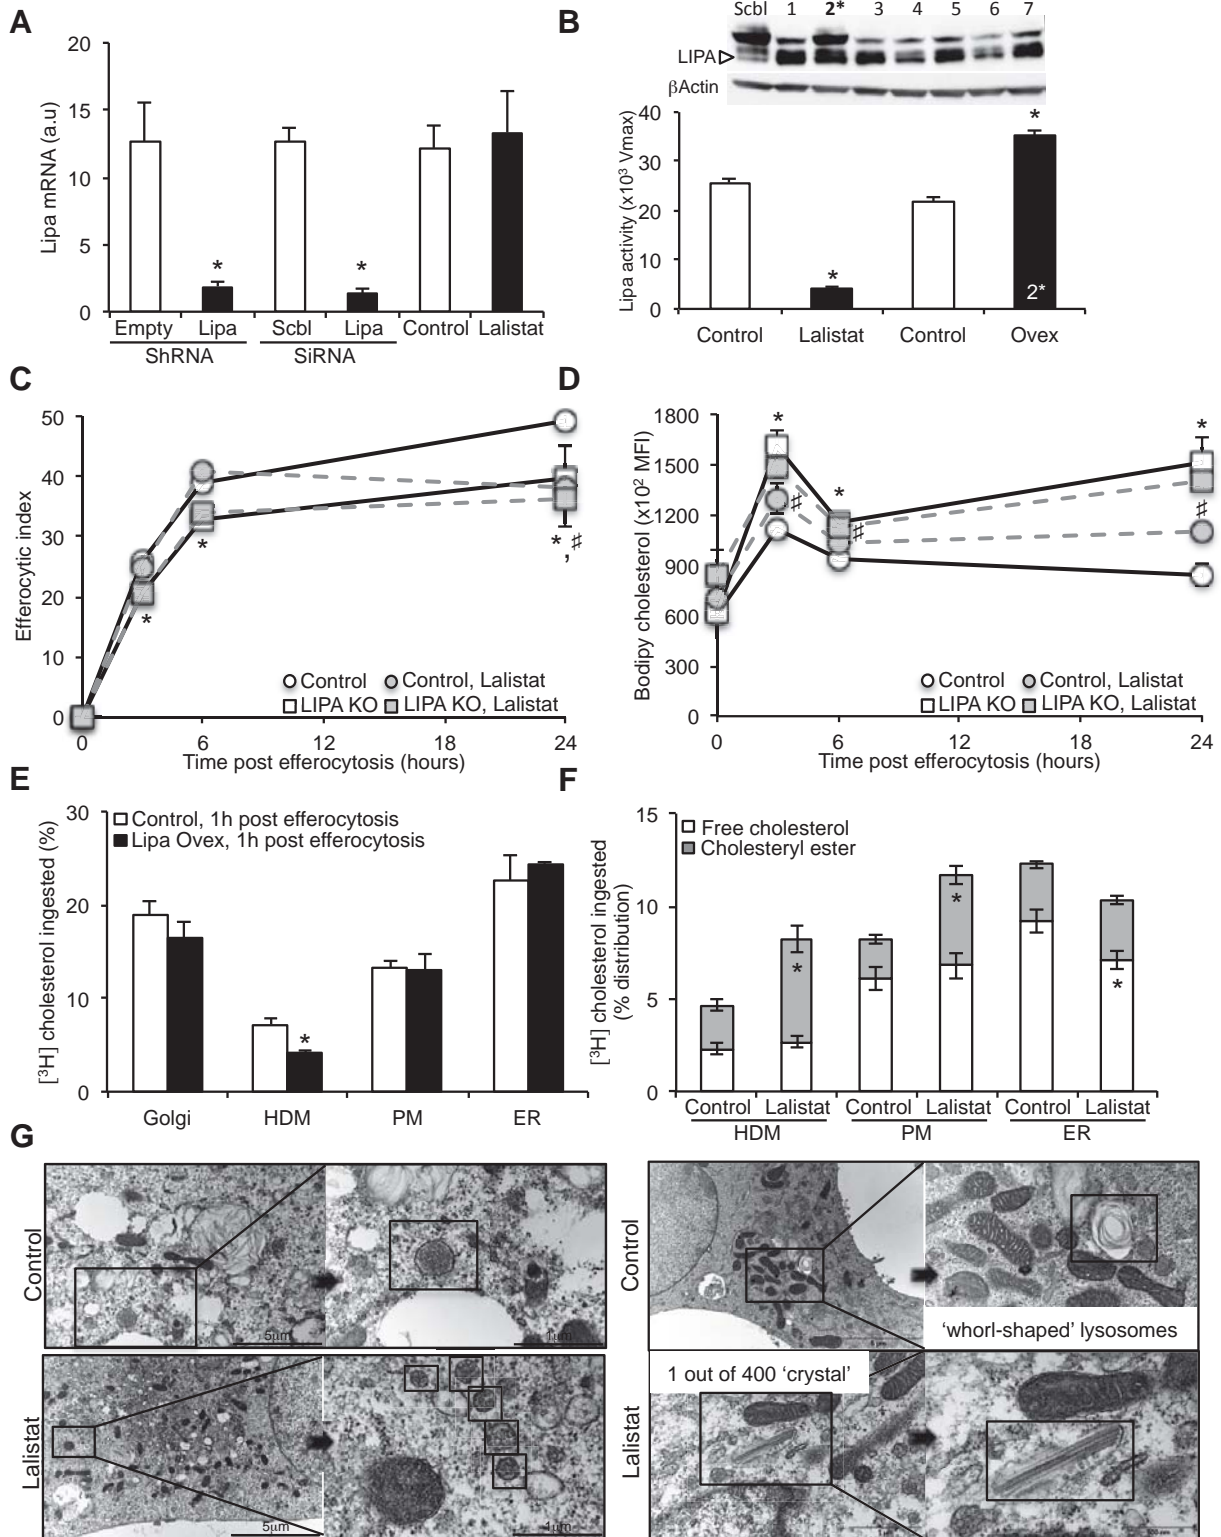 A
20
15
10
5
0
Lipa mRNA (a.u)
*
*
Empty Lipa Scbl Lipa Control Lalistat
ShRNA SiRNA
B
Scbl 1 2* 3 4 5 6 7
LIPA
βActin
40
30
20
10
0
Lipa activity (x10³ Vmax)
*
*
2*
Control Lalistat Control Ovex
C
50
40
30
20
10
0
Efferocytic index
*
*
*,♯
Control Control, Lalistat
LIPA KO LIPA KO, Lalistat
0 6 12 18 24
Time post efferocytosis (hours)
D
1800
1500
1200
900
600
300
0
Bodipy cholesterol (x10² MFI)
*
♯
*
♯
*
♯
Control Control, Lalistat
LIPA KO LIPA KO, Lalistat
0 6 12 18 24
Time post efferocytosis (hours)
E
30
20
10
0
[³H] cholesterol ingested (%)
Control, 1h post efferocytosis
Lipa Ovex, 1h post efferocytosis
*
Golgi HDM PM ER
F
15
10
5
0
[³H] cholesterol ingested
(% distribution)
Free cholesterol
Cholesteryl ester
*
*
*
Control Lalistat Control Lalistat Control Lalistat
HDM PM ER
G
Control
5µm
1µm
Lalistat
5µm
1µm
Control
'whorl-shaped' lysosomes
Lalistat
1 out of 400 'crystal'